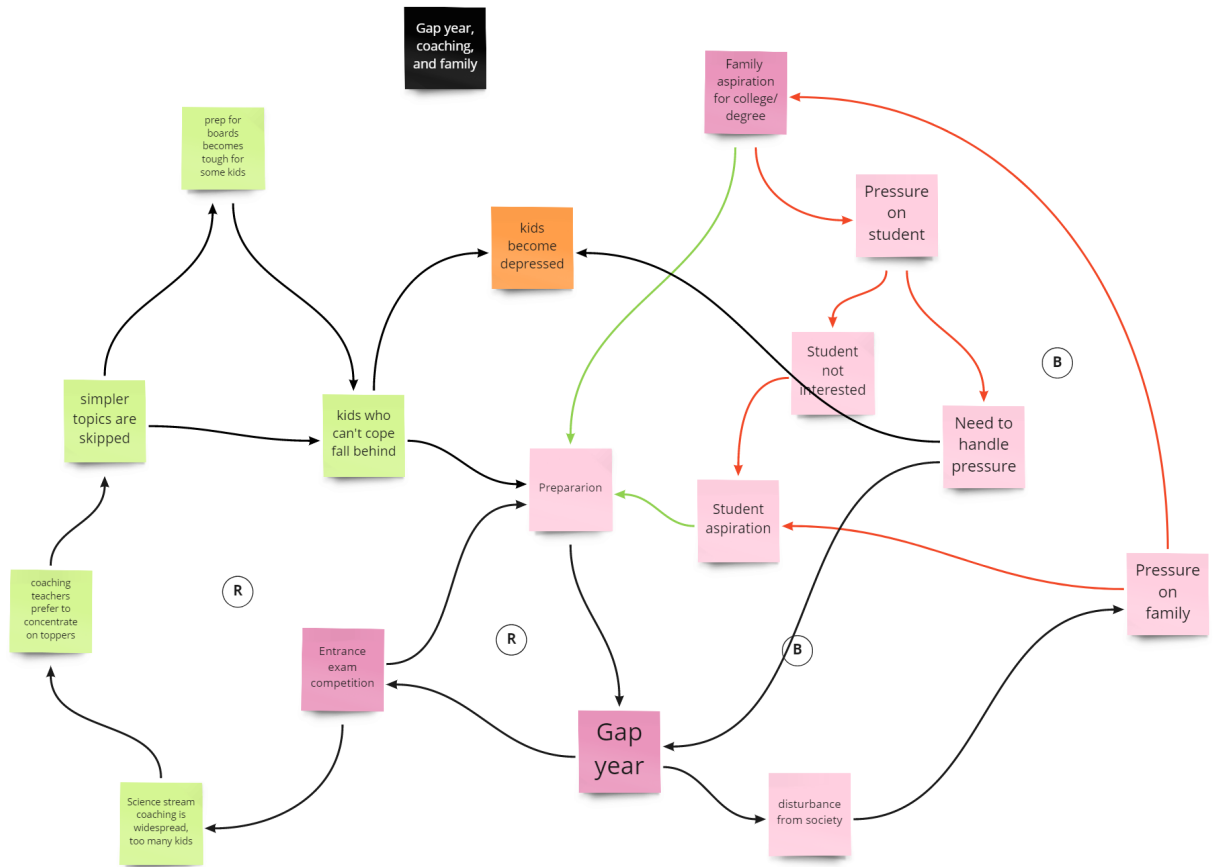 Gap year,
coaching,
and family
Family
aspiration
for college/
degree
prep for
boards
becomes
tough for
some kids
Pressure
on
student
kids
become
depressed
Student
not
interested
B
simpler
topics are
skipped
kids who
can't cope
fall behind
Need to
handle
pressure
Prepararion
Student
aspiration
coaching
teachers
prefer to
concentrate
on toppers
R
R
B
Pressure
on
family
Entrance
exam
competition
Gap
year
Science stream
coaching is
widespread,
too many kids
disturbance
from society